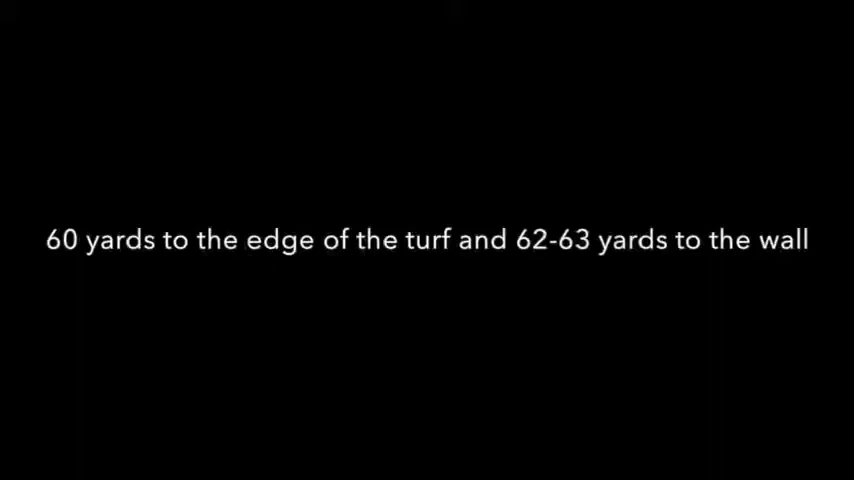 60 yards to the edge of the turf and 62-63 yards to the wall